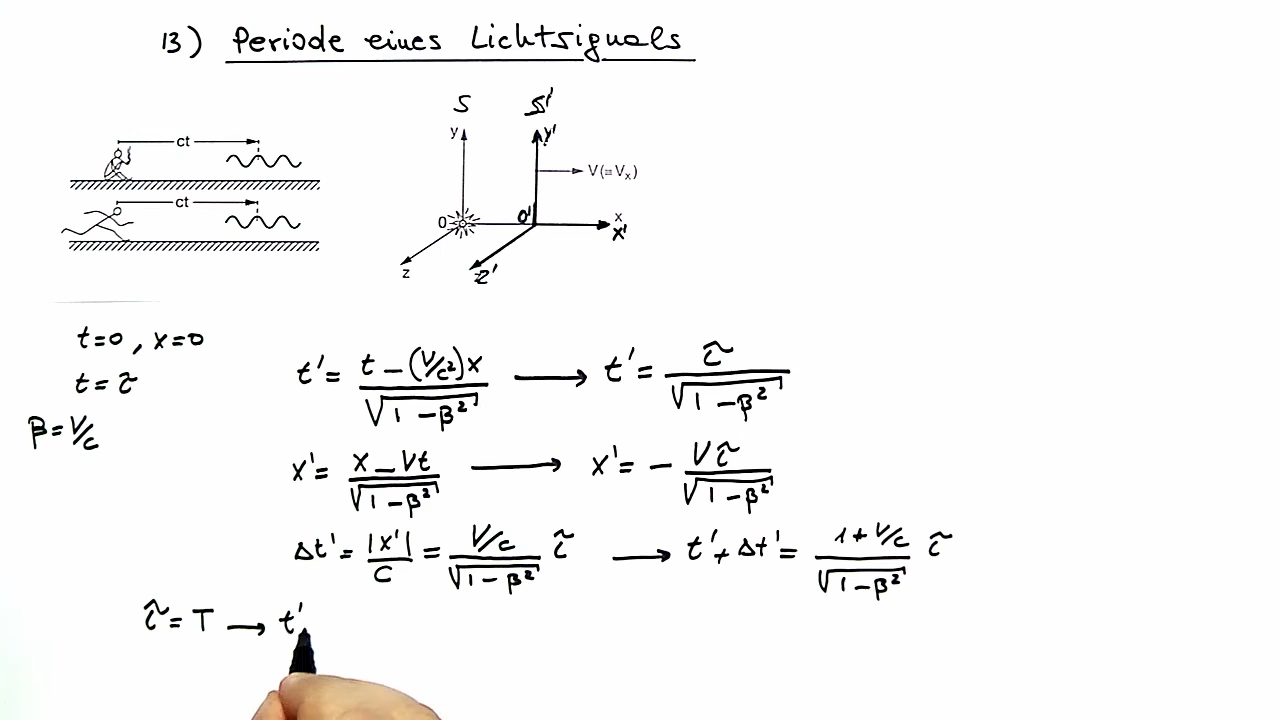 13) Periode eines Lichtsignals
S S'
y y'
ct
V(=Vx)
ct
0 0' x
x'
z z'
t=0, x=0
t = τ
β = V/c
t' = t - (V/c²)x / √(1-β²) → t' = τ / √(1-β²)
x' = x - Vt / √(1-β²) → x' = - Vτ / √(1-β²)
Δt' = |x'| / c = V/c / √(1-β²) τ → t' + Δt' = 1 + V/c / √(1-β²) τ
τ = T → t'